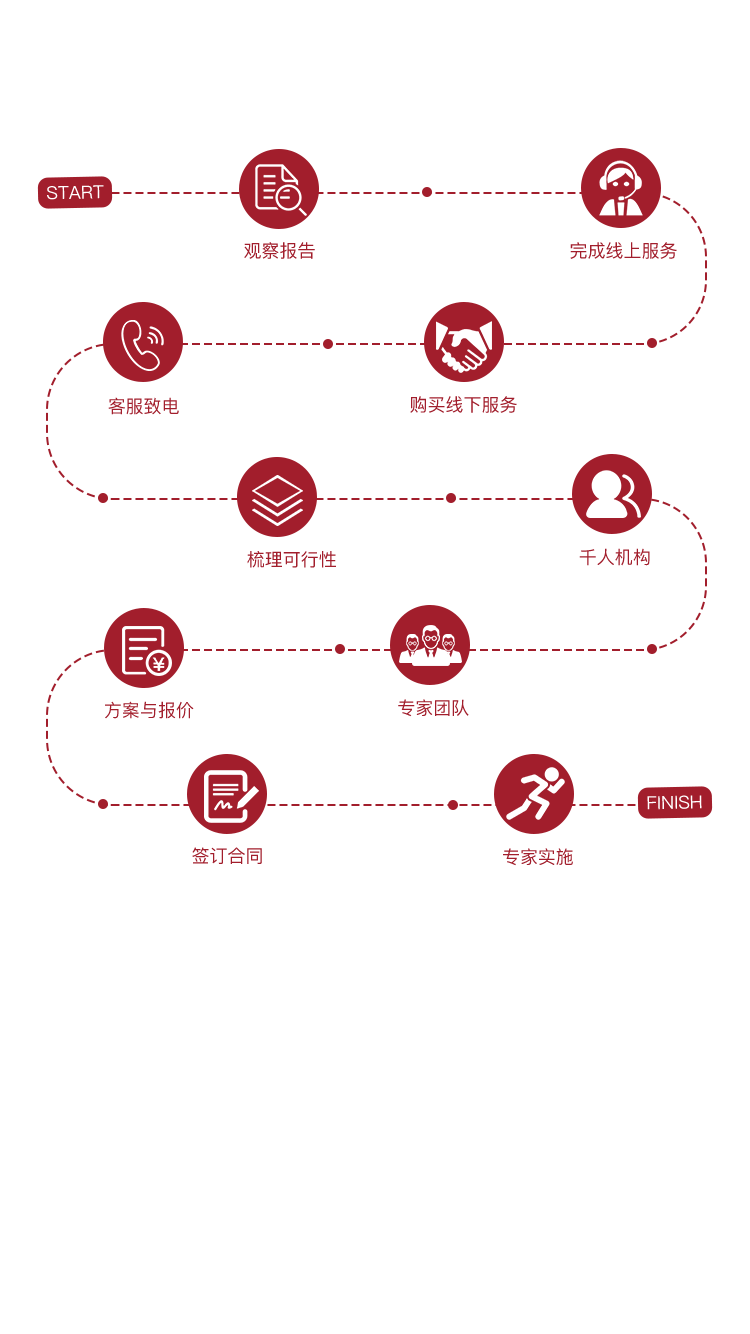 START
观察报告
完成线上服务
客服致电
购买线下服务
梳理可行性
千人机构
方案与报价
专家团队
签订合同
专家实施
FINISH